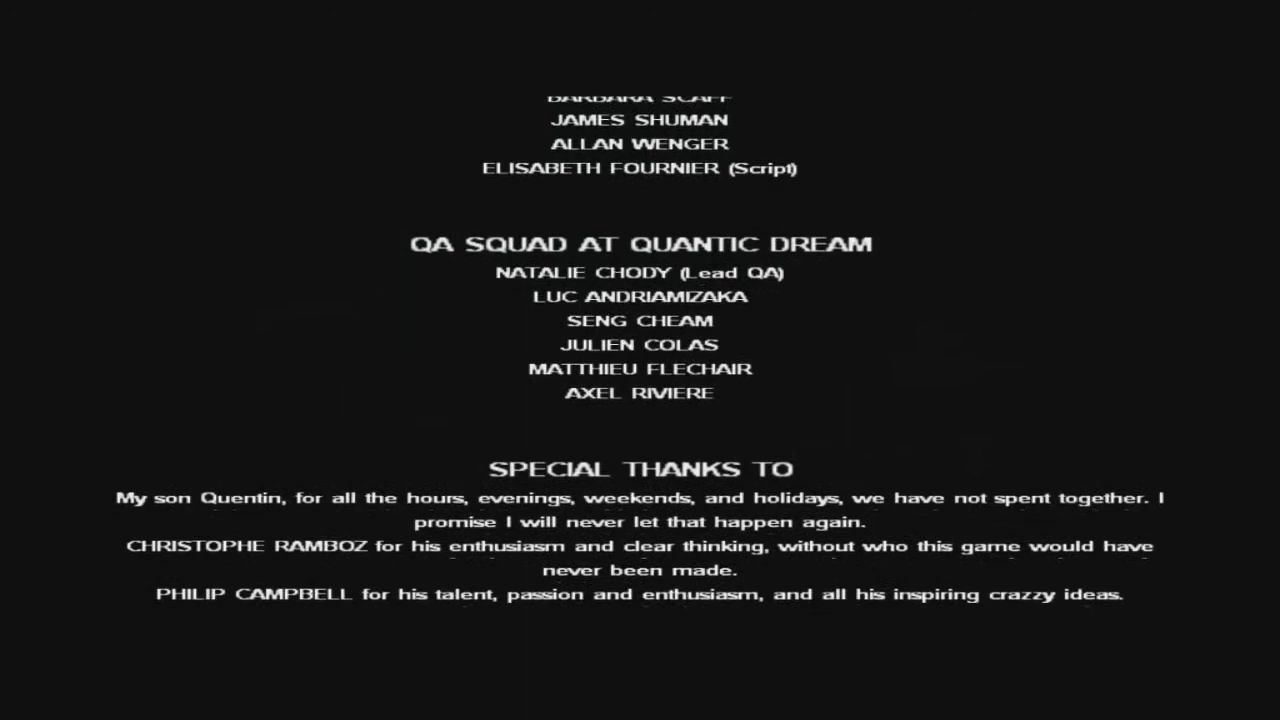 BARBARA SCAFF
JAMES SHUMAN
ALLAN WENGER
ELISABETH FOURNIER (Script)
QA SQUAD AT QUANTIC DREAM
NATALIE CHODY (Lead QA)
LUC ANDRIAMIZAKA
SENG CHEAM
JULIEN COLAS
MATTHIEU FLECHAIR
AXEL RIVIERE
SPECIAL THANKS TO
My son Quentin, for all the hours, evenings, weekends, and holidays, we have not spent together. I
promise I will never let that happen again.
CHRISTOPHE RAMBOZ for his enthusiasm and clear thinking, without who this game would have
never been made.
PHILIP CAMPBELL for his talent, passion and enthusiasm, and all his inspiring crazzy ideas.